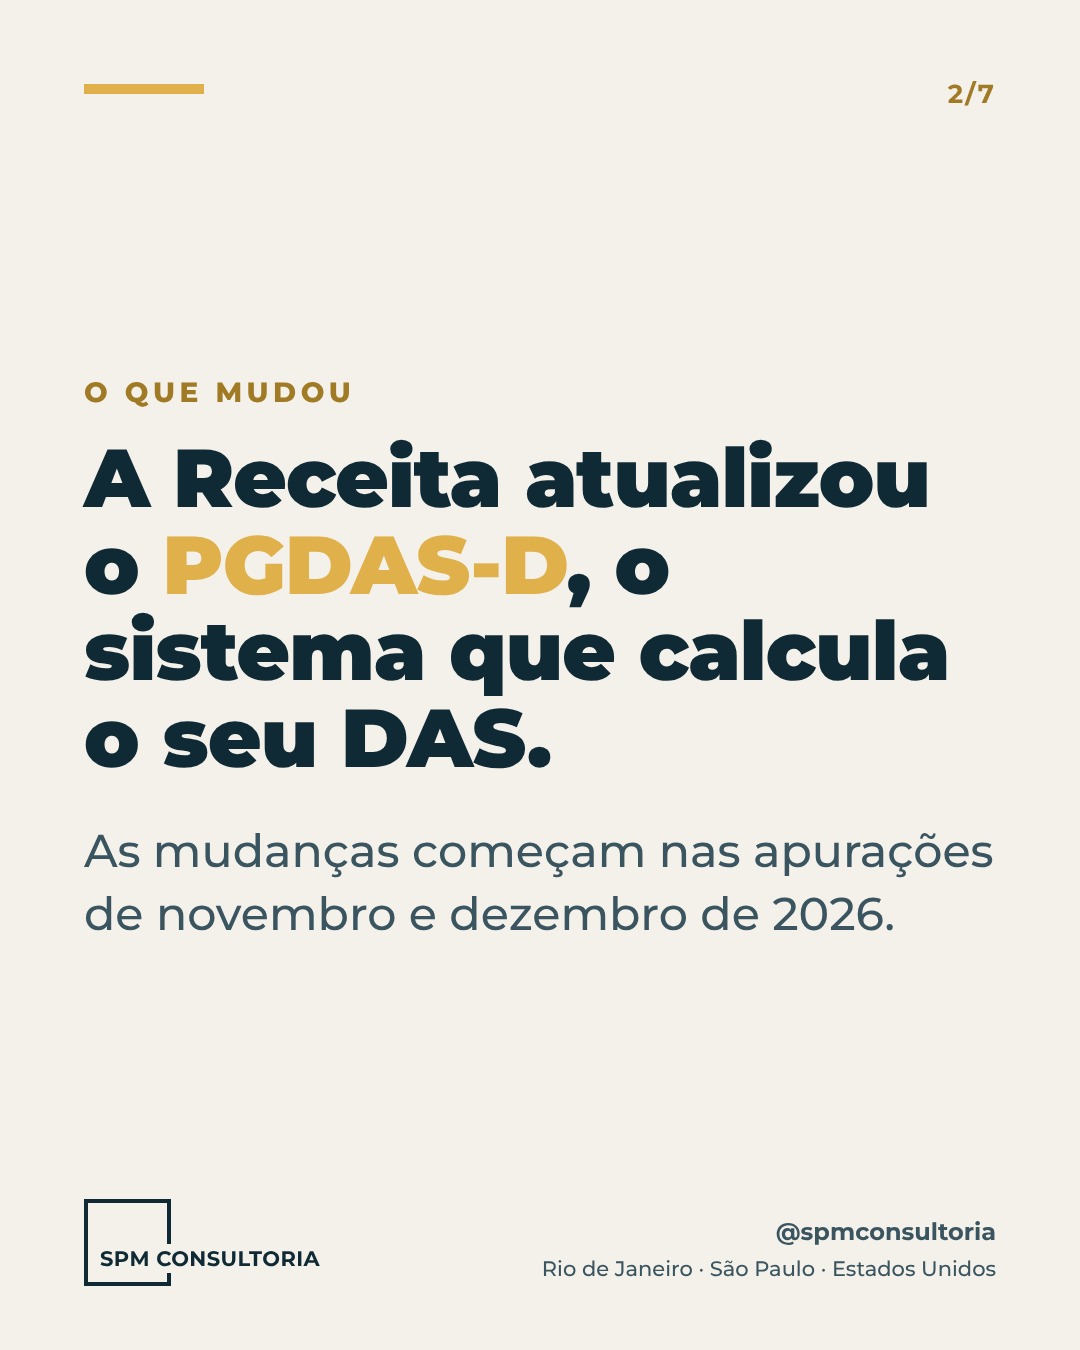 2/7
O QUE MUDOU
A Receita atualizou
o PGDAS-D, o
sistema que calcula
o seu DAS.
As mudanças começam nas apurações
de novembro e dezembro de 2026.
SPM CONSULTORIA
@spmconsultoria
Rio de Janeiro · São Paulo · Estados Unidos